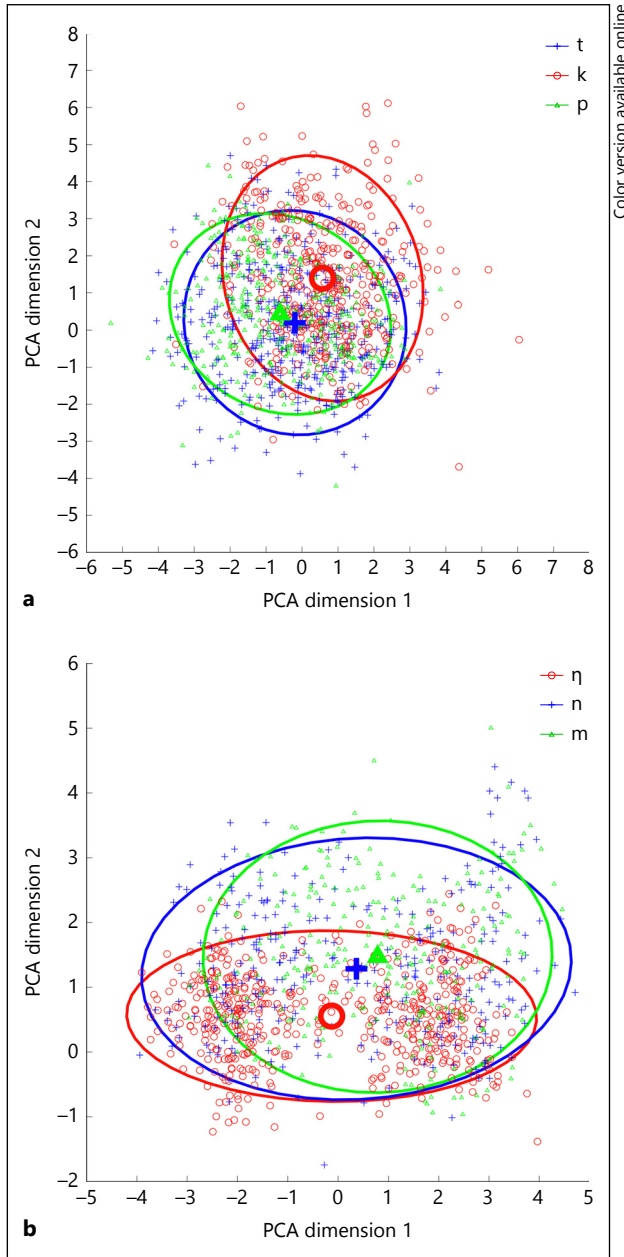 Color version available online
8
7
6
5
4
3
2
1
0
–1
–2
–3
–4
–5
–6
PCA dimension 2
t
k
p
–6 –5 –4 –3 –2 –1 0 1 2 3 4 5 6 7 8
a PCA dimension 1
6
5
4
3
2
1
0
–1
–2
PCA dimension 2
η
n
m
–5 –4 –3 –2 –1 0 1 2 3 4 5
b PCA dimension 1